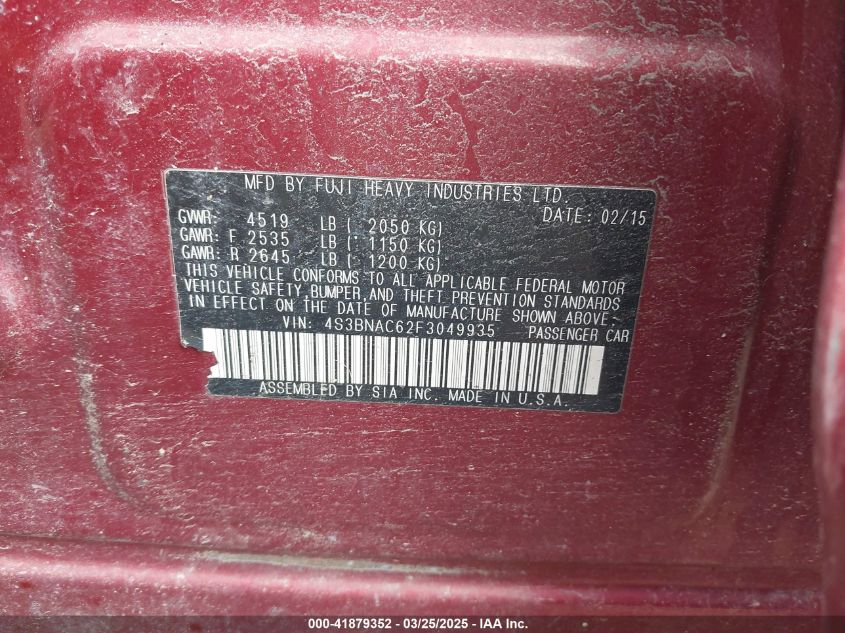 MFD BY FUJI HEAVY INDUSTRIES LTD.
DATE: 02/15
GVWR: 4519 LB ( 2050 KG)
GAWR: F 2535 LB ( 1150 KG)
GAWR: R 2645 LB ( 1200 KG)
THIS VEHICLE CONFORMS TO ALL APPLICABLE FEDERAL MOTOR
VEHICLE SAFETY, BUMPER, AND THEFT PREVENTION STANDARDS
IN EFFECT ON THE DATE OF MANUFACTURE SHOWN ABOVE.
VIN: 4S3BNAC62F3049935 PASSENGER CAR
ASSEMBLED BY SIA INC. MADE IN U.S.A.
000-41879352 — 03/25/2025 — IAA Inc.